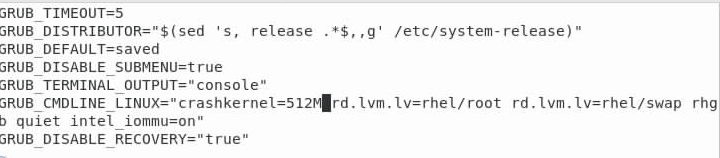 GRUB_TIMEOUT=5
GRUB_DISTRIBUTOR="$(sed 's, release .*$,,g' /etc/system-release)"
GRUB_DEFAULT=saved
GRUB_DISABLE_SUBMENU=true
GRUB_TERMINAL_OUTPUT="console"
GRUB_CMDLINE_LINUX="crashkernel=512M rd.lvm.lv=rhel/root rd.lvm.lv=rhel/swap rhg
b quiet intel_iommu=on"
GRUB_DISABLE_RECOVERY="true"